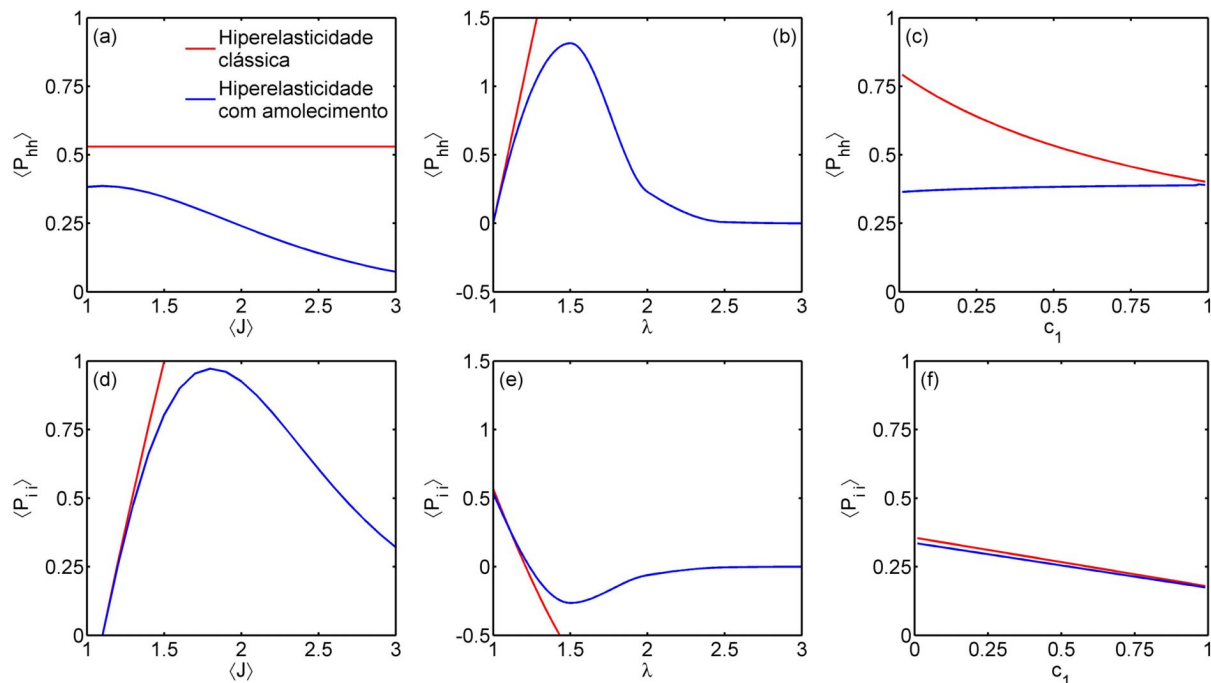 (a)
Hiperelasticidade
clássica
Hiperelasticidade
com amolecimento
1
0.75
0.5
0.25
0
⟨P_hh⟩
1 1.5 2 2.5 3
⟨J⟩
(b)
1.5
1
0.5
0
-0.5
⟨P_hh⟩
1 1.5 2 2.5 3
λ
(c)
1
0.75
0.5
0.25
0
⟨P_hh⟩
0 0.25 0.5 0.75 1
c_1
(d)
1
0.75
0.5
0.25
0
⟨P_ii⟩
1 1.5 2 2.5 3
⟨J⟩
(e)
1.5
1
0.5
0
-0.5
⟨P_ii⟩
1 1.5 2 2.5 3
λ
(f)
1
0.75
0.5
0.25
0
⟨P_ii⟩
0 0.25 0.5 0.75 1
c_1